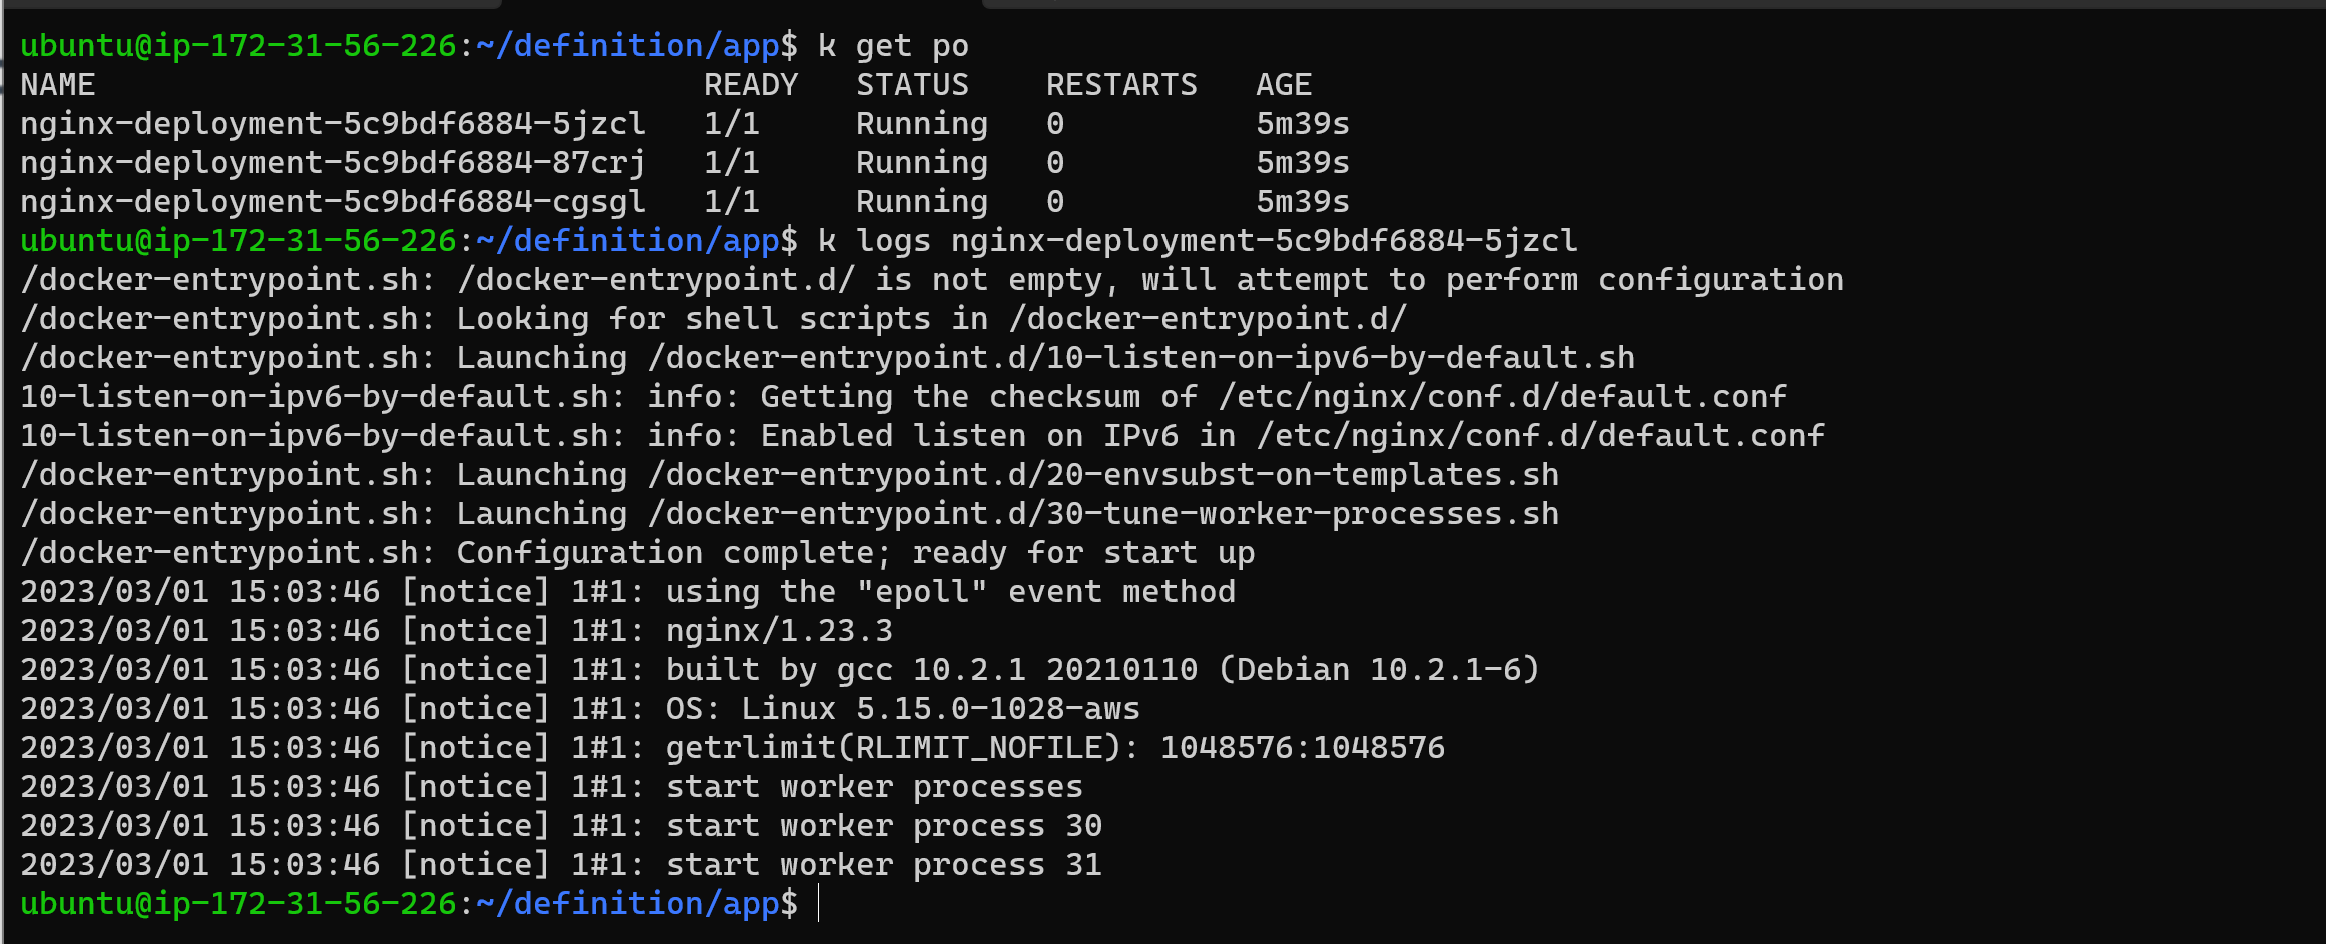 ubuntu@ip-172-31-56-226:~/definition/app$ k get po
NAME                                READY   STATUS    RESTARTS   AGE
nginx-deployment-5c9bdf6884-5jzcl   1/1     Running   0          5m39s
nginx-deployment-5c9bdf6884-87crj   1/1     Running   0          5m39s
nginx-deployment-5c9bdf6884-cgsgl   1/1     Running   0          5m39s
ubuntu@ip-172-31-56-226:~/definition/app$ k logs nginx-deployment-5c9bdf6884-5jzcl
/docker-entrypoint.sh: /docker-entrypoint.d/ is not empty, will attempt to perform configuration
/docker-entrypoint.sh: Looking for shell scripts in /docker-entrypoint.d/
/docker-entrypoint.sh: Launching /docker-entrypoint.d/10-listen-on-ipv6-by-default.sh
10-listen-on-ipv6-by-default.sh: info: Getting the checksum of /etc/nginx/conf.d/default.conf
10-listen-on-ipv6-by-default.sh: info: Enabled listen on IPv6 in /etc/nginx/conf.d/default.conf
/docker-entrypoint.sh: Launching /docker-entrypoint.d/20-envsubst-on-templates.sh
/docker-entrypoint.sh: Launching /docker-entrypoint.d/30-tune-worker-processes.sh
/docker-entrypoint.sh: Configuration complete; ready for start up
2023/03/01 15:03:46 [notice] 1#1: using the "epoll" event method
2023/03/01 15:03:46 [notice] 1#1: nginx/1.23.3
2023/03/01 15:03:46 [notice] 1#1: built by gcc 10.2.1 20210110 (Debian 10.2.1-6)
2023/03/01 15:03:46 [notice] 1#1: OS: Linux 5.15.0-1028-aws
2023/03/01 15:03:46 [notice] 1#1: getrlimit(RLIMIT_NOFILE): 1048576:1048576
2023/03/01 15:03:46 [notice] 1#1: start worker processes
2023/03/01 15:03:46 [notice] 1#1: start worker process 30
2023/03/01 15:03:46 [notice] 1#1: start worker process 31
ubuntu@ip-172-31-56-226:~/definition/app$